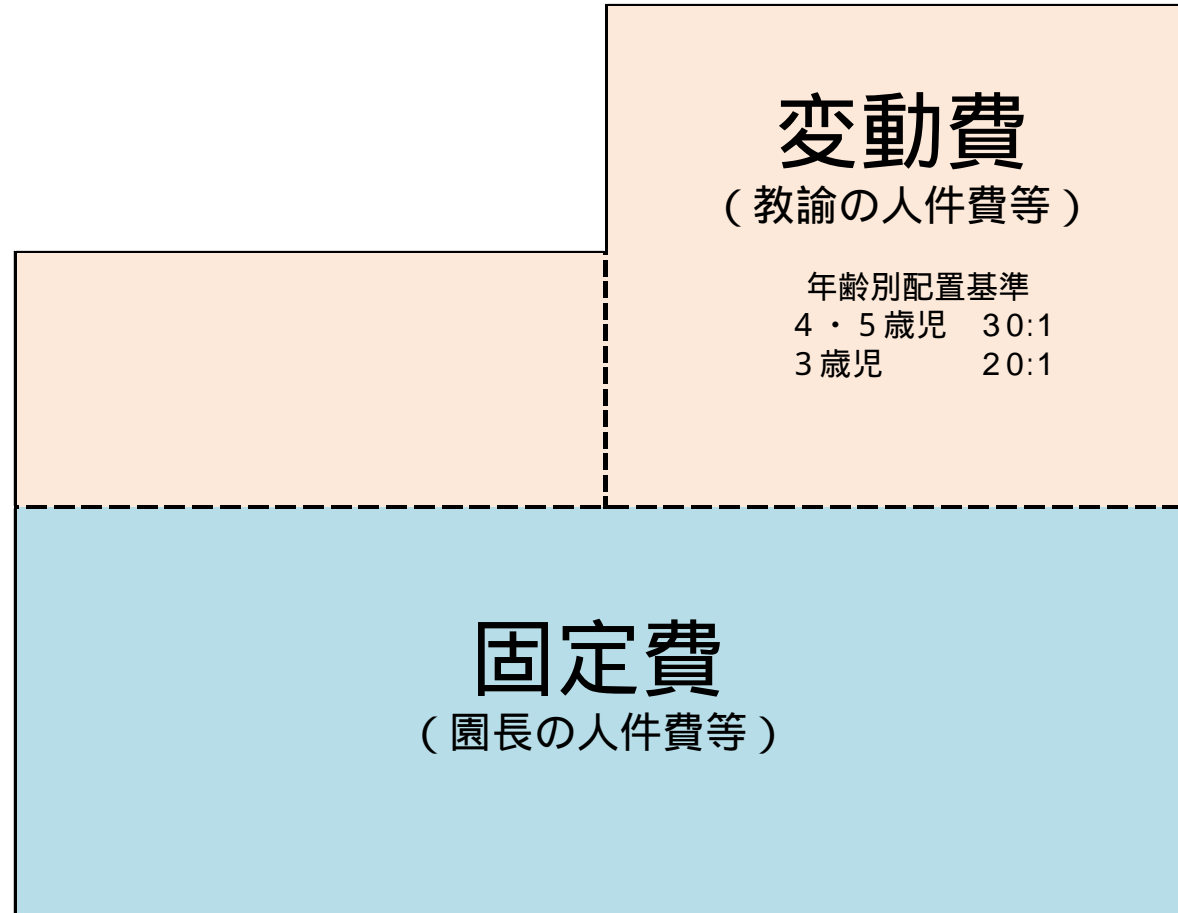 変動費
（教諭の人件費等）
年齢別配置基準
４・５歳児　３０:１
３歳児　　　２０:１
固定費
（園長の人件費等）